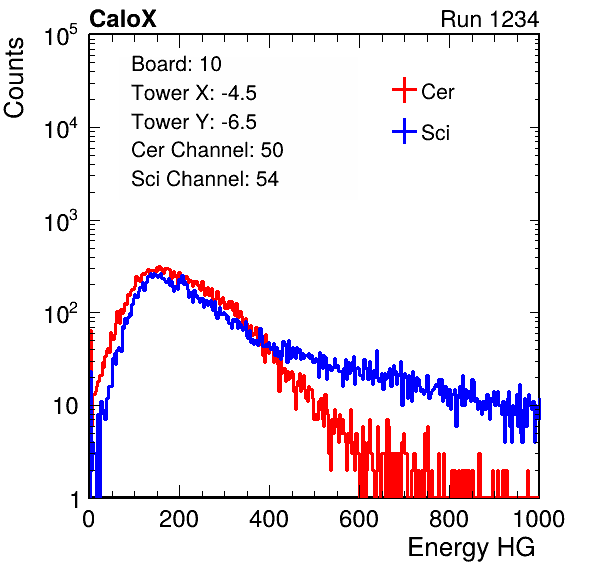 CaloX Run 1234
Counts
Board: 10
Tower X: -4.5
Tower Y: -6.5
Cer Channel: 50
Sci Channel: 54
Cer
Sci
10^5
10^4
10^3
10^2
10
1
0 200 400 600 800 1000
Energy HG